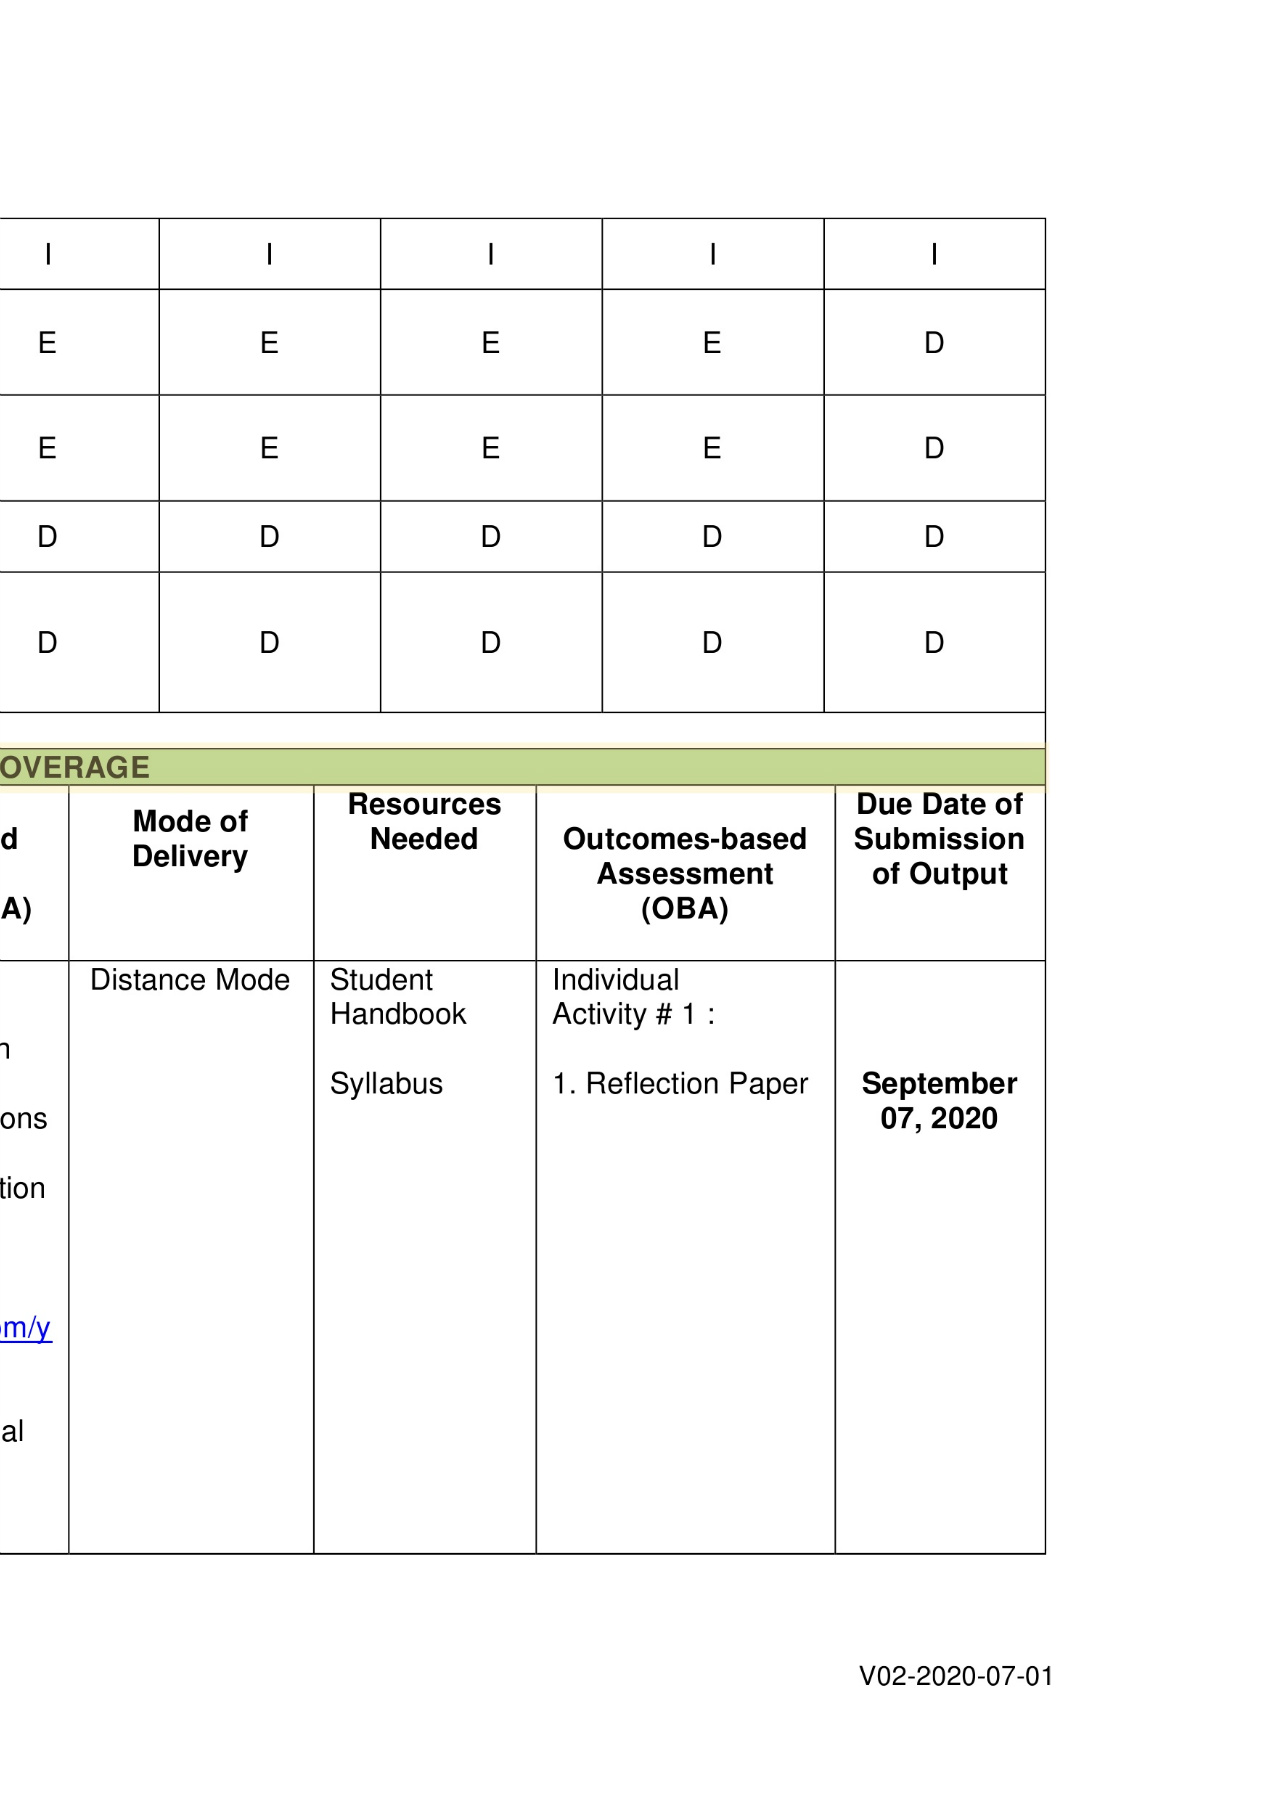 I I I I I
E E E E D
E E E E D
D D D D D
D D D D D
OVERAGE
d
A)
Mode of
Delivery
Resources
Needed
Outcomes-based
Assessment
(OBA)
Due Date of
Submission
of Output
n
ons
tion
om/y
al
Distance Mode
Student
Handbook
Syllabus
Individual
Activity # 1 :
1. Reflection Paper
September
07, 2020
V02-2020-07-01